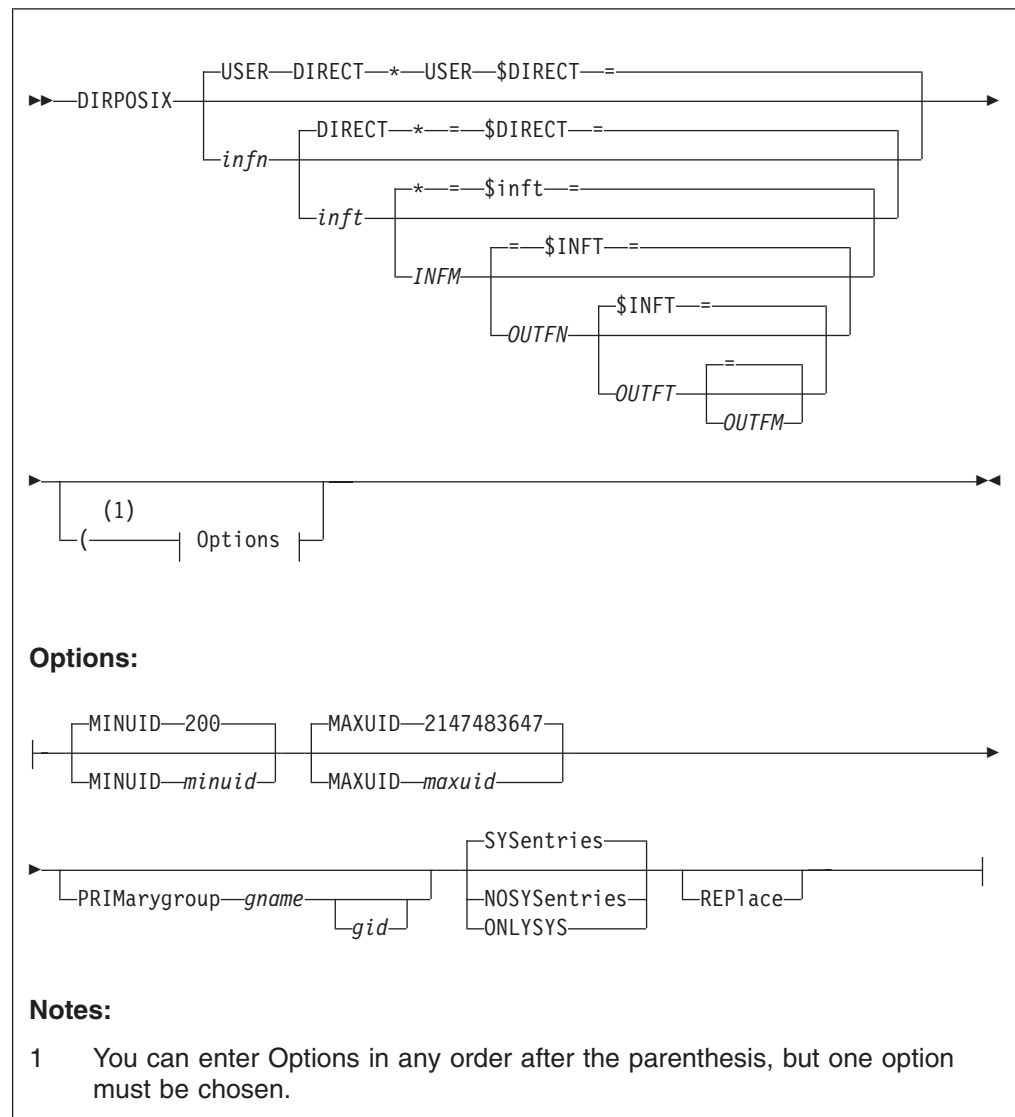 USER DIRECT * USER $DIRECT =
DIRPOSIX
DIRECT * = $DIRECT =
infn
* = $inft =
inft
= $INFT =
INFM
$INFT =
OUTFN
=
OUTFT
OUTFM
(1)
( Options
Options:
MINUID 200 MAXUID 2147483647
MINUID minuid MAXUID maxuid
SYSentries
PRIMarygroup gname NOSYSentries REPlace
gid ONLYSYS
Notes:
1 You can enter Options in any order after the parenthesis, but one option
must be chosen.